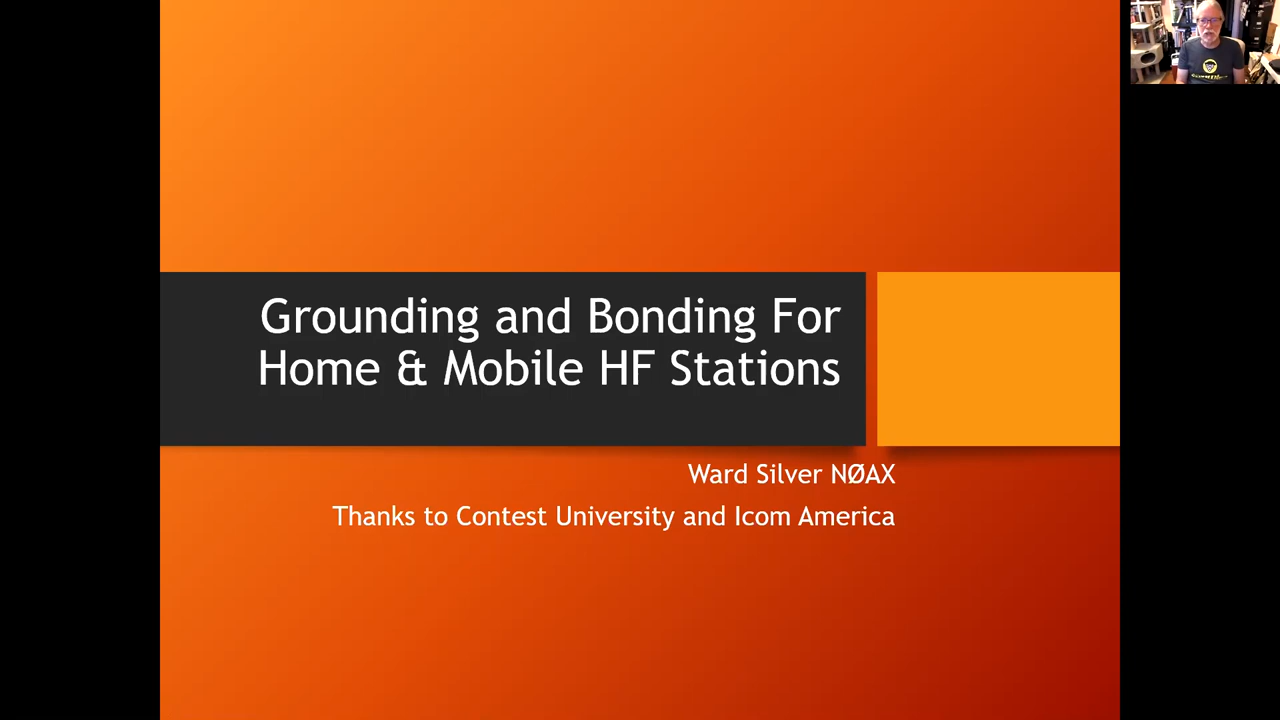 Grounding and Bonding For
Home & Mobile HF Stations
Ward Silver NØAX
Thanks to Contest University and Icom America